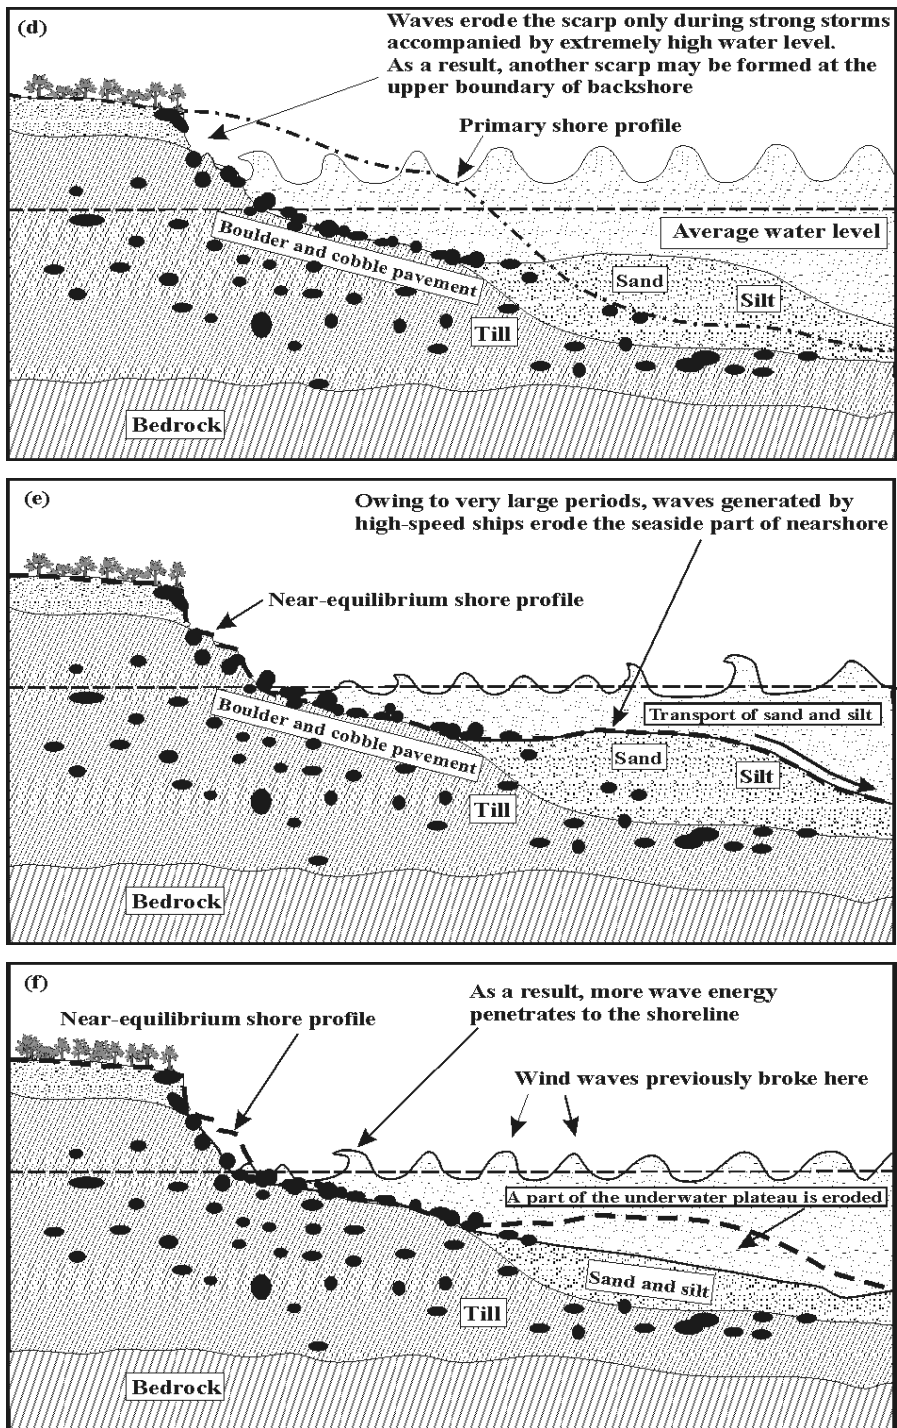 (d)
Waves erode the scarp only during strong storms
accompanied by extremely high water level.
As a result, another scarp may be formed at the
upper boundary of backshore
Primary shore profile
Average water level
Boulder and cobble pavement
Sand
Silt
Till
Bedrock
(e)
Owing to very large periods, waves generated by
high-speed ships erode the seaside part of nearshore
Near-equilibrium shore profile
Transport of sand and silt
Boulder and cobble pavement
Sand
Silt
Till
Bedrock
(f)
As a result, more wave energy
penetrates to the shoreline
Near-equilibrium shore profile
Wind waves previously broke here
A part of the underwater plateau is eroded
Sand and silt
Till
Bedrock